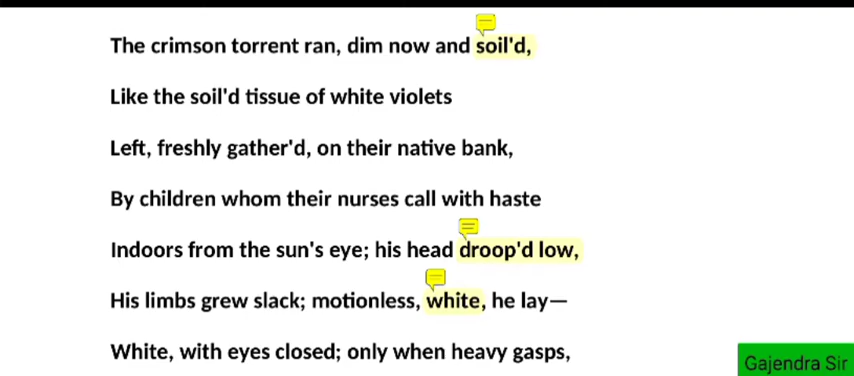 The crimson torrent ran, dim now and soil'd,
Like the soil'd tissue of white violets
Left, freshly gather'd, on their native bank,
By children whom their nurses call with haste
Indoors from the sun's eye; his head droop'd low,
His limbs grew slack; motionless, white, he lay—
White, with eyes closed; only when heavy gasps,
Gajendra Sir